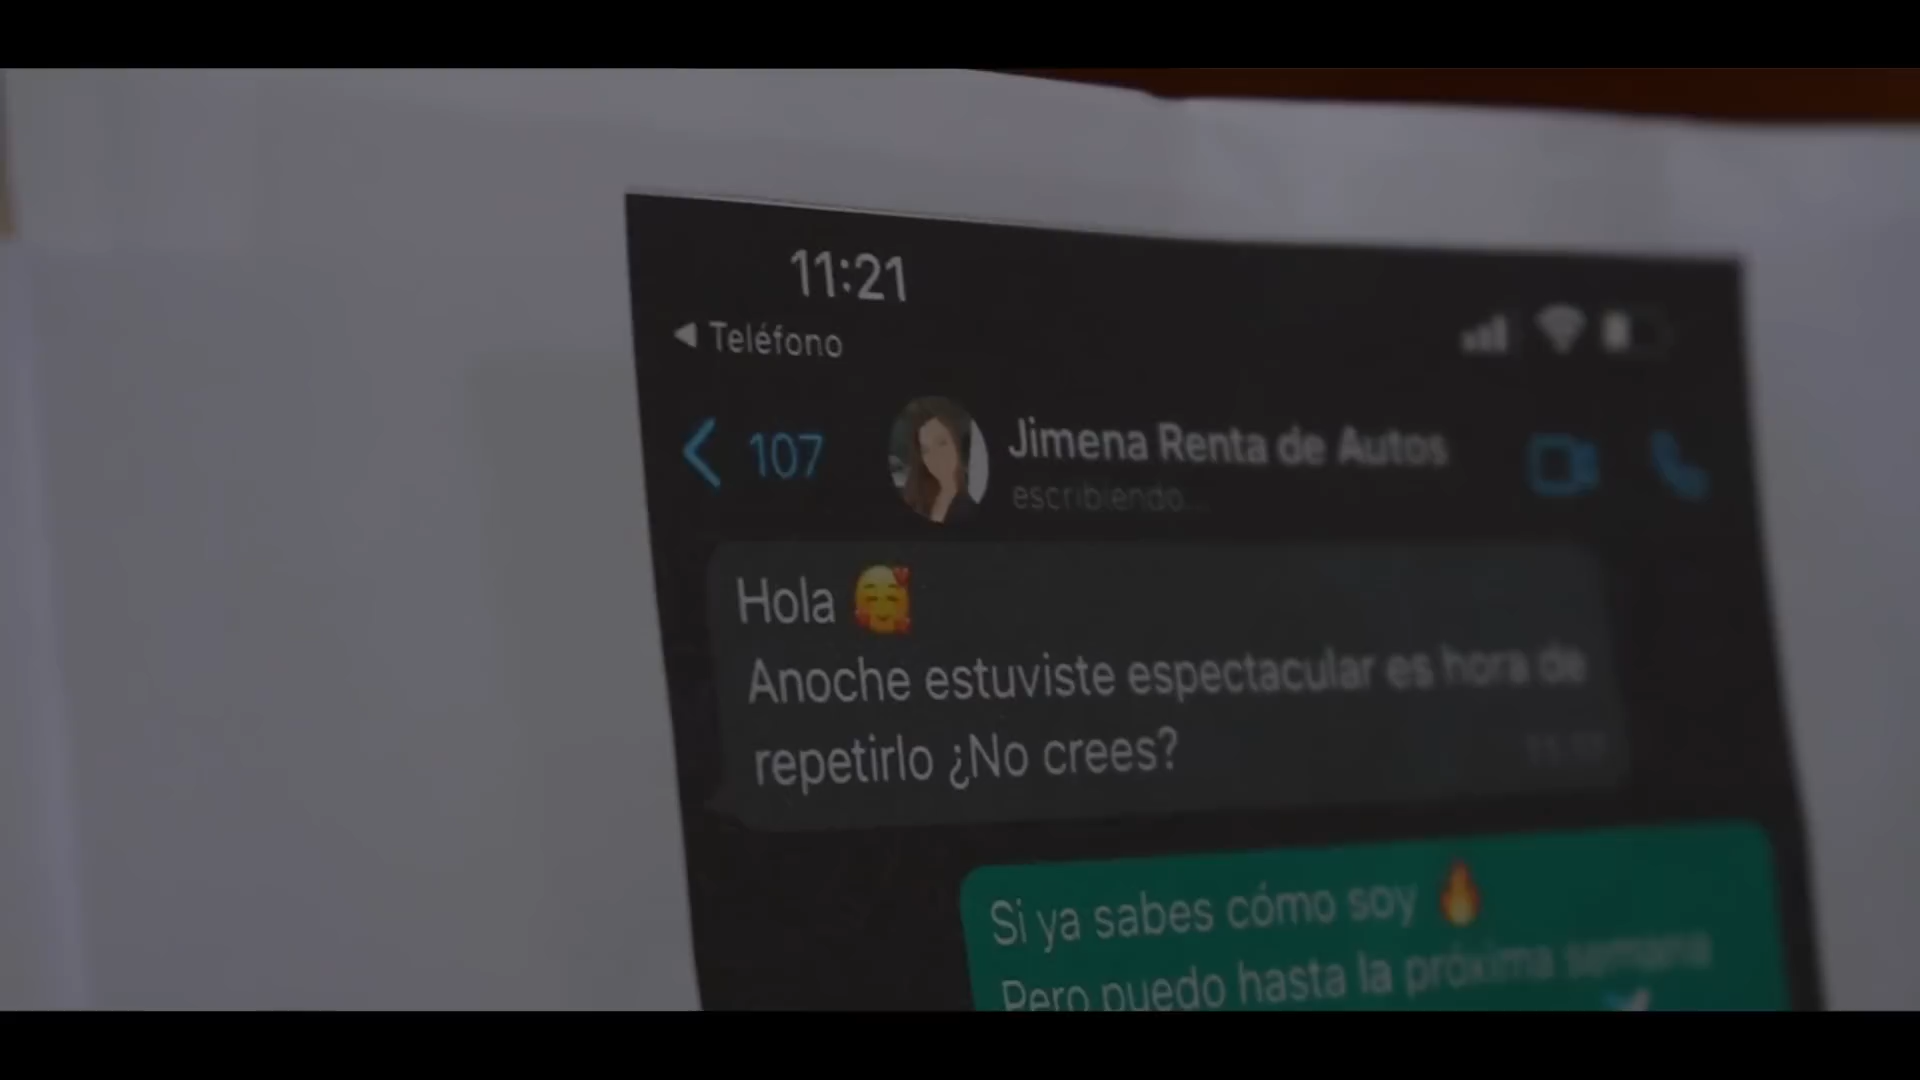 11:21
Teléfono
107
Jimena Renta de Autos
escribiendo...
Hola
Anoche estuviste espectacular es hora de
repetirlo ¿No crees?
Si ya sabes cómo soy
Pero puedo hasta la próxima semana